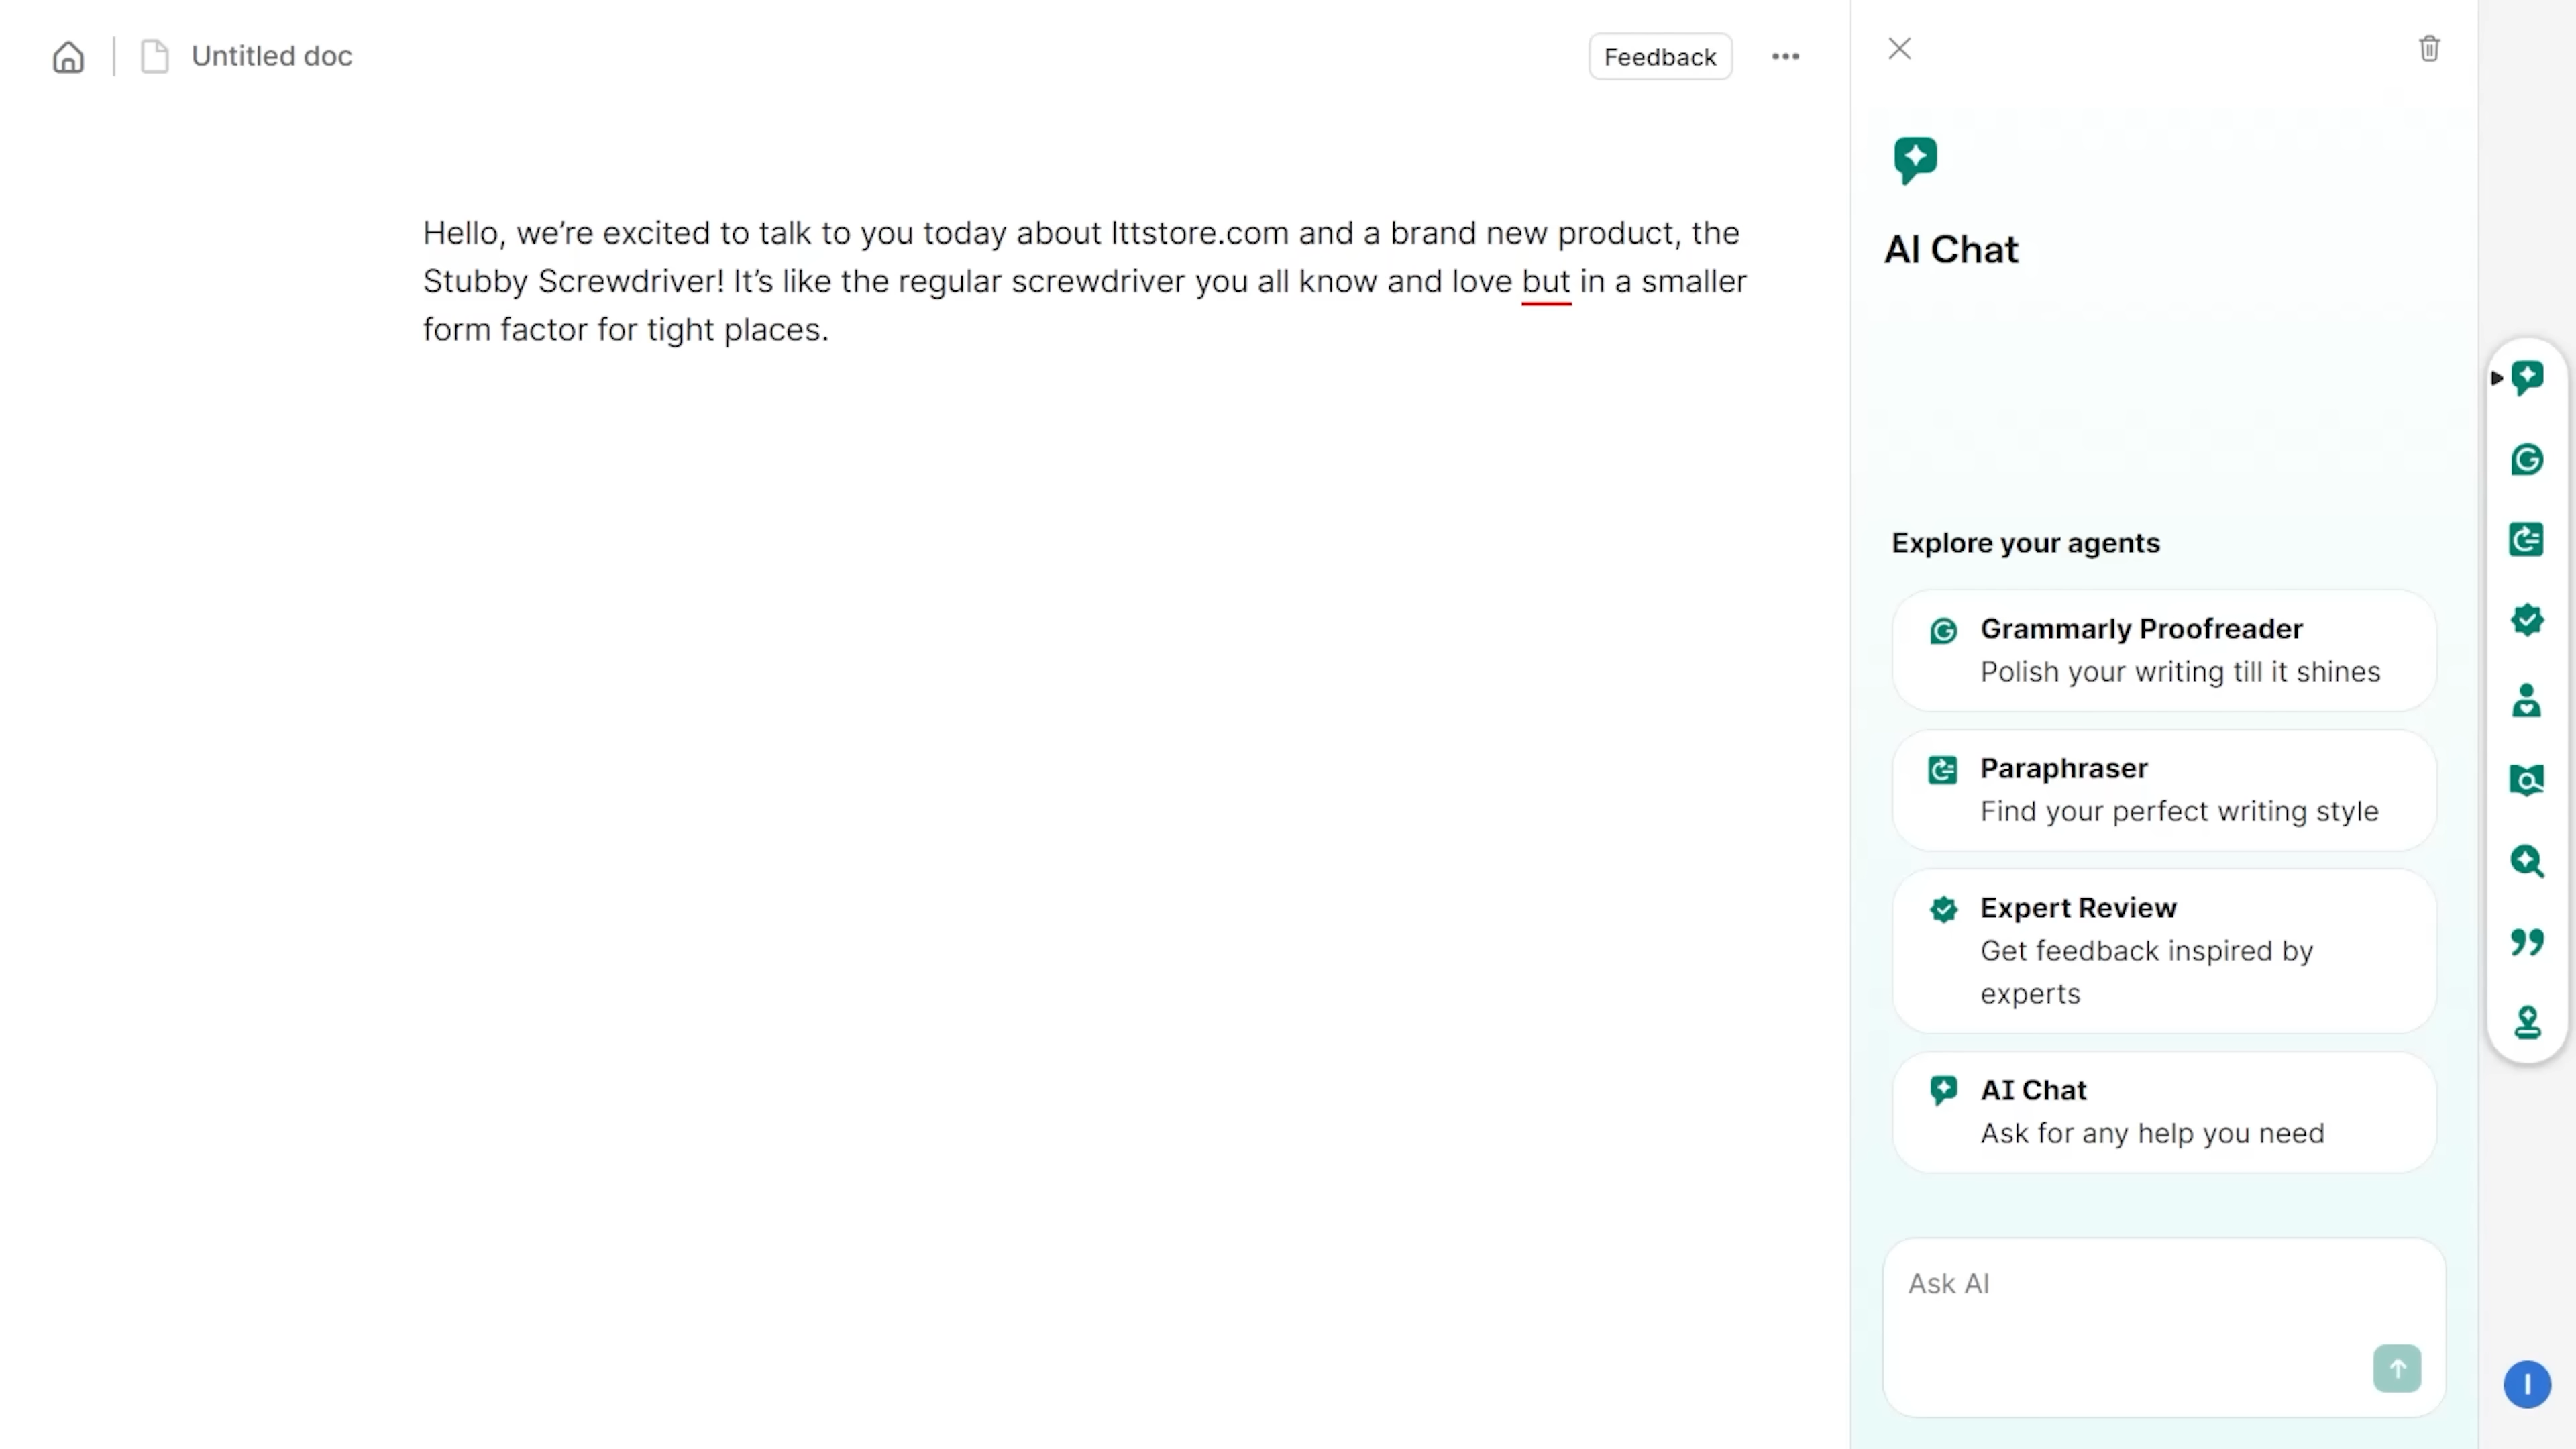 Untitled doc
Feedback
Hello, we’re excited to talk to you today about lttstore.com and a brand new product, the
Stubby Screwdriver! It’s like the regular screwdriver you all know and love but in a smaller
form factor for tight places.
AI Chat
Explore your agents
Grammarly Proofreader
Polish your writing till it shines
Paraphraser
Find your perfect writing style
Expert Review
Get feedback inspired by
experts
AI Chat
Ask for any help you need
Ask AI
I